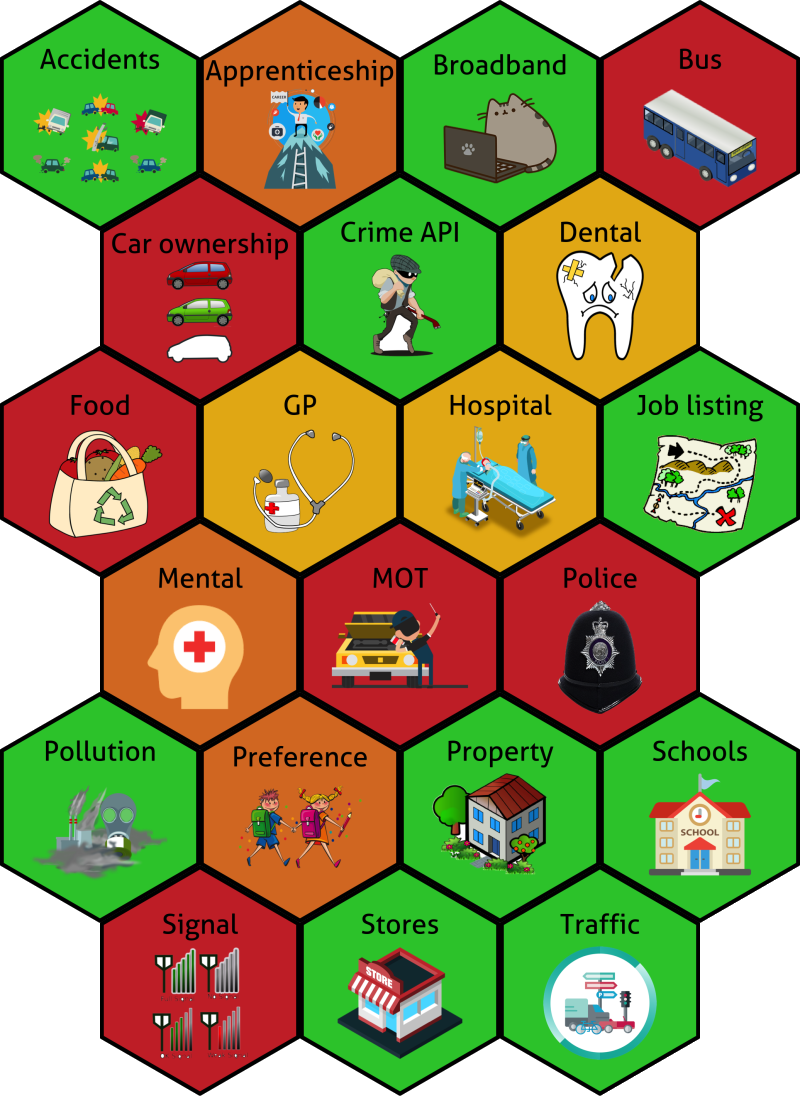 Accidents
Apprenticeship
Broadband
Bus
CAREER
Car ownership
Crime API
Dental
Food
GP
Hospital
Job listing
Mental
MOT
Police
Pollution
Preference
Property
Schools
SCHOOL
Signal
Stores
Traffic
STORE